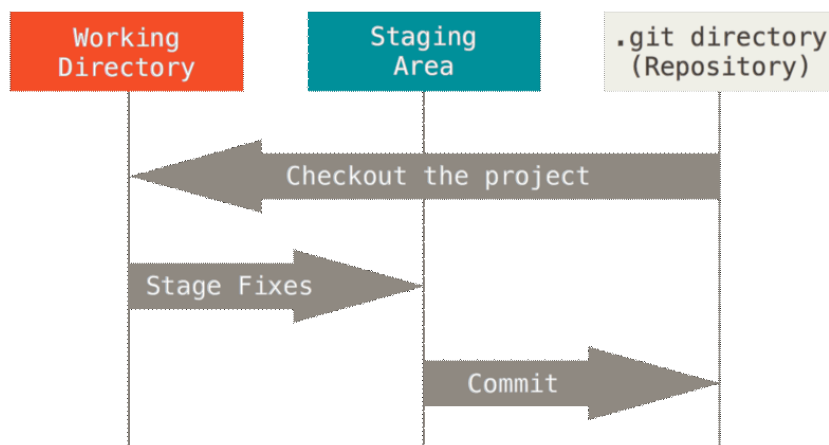 Working
Directory
Staging
Area
.git directory
(Repository)
Checkout the project
Stage Fixes
Commit